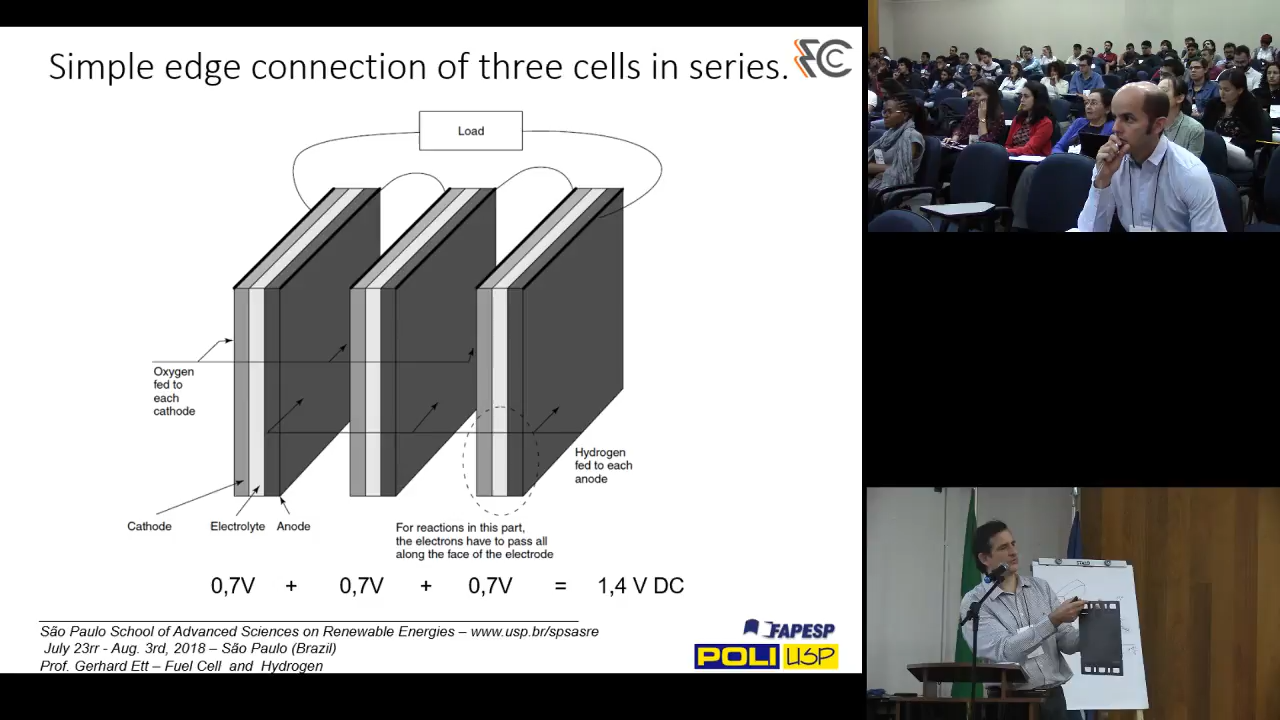 Simple edge connection of three cells in series.
FC
Load
Oxygen
fed to
each
cathode
Hydrogen
fed to each
anode
Cathode
Electrolyte
Anode
For reactions in this part,
the electrons have to pass all
along the face of the electrode
0,7V + 0,7V + 0,7V = 1,4 V DC
São Paulo School of Advanced Sciences on Renewable Energies – www.usp.br/spsasre
July 23rr - Aug. 3rd, 2018 – São Paulo (Brazil)
Prof. Gerhard Ett – Fuel Cell and Hydrogen
FAPESP
POLI USP